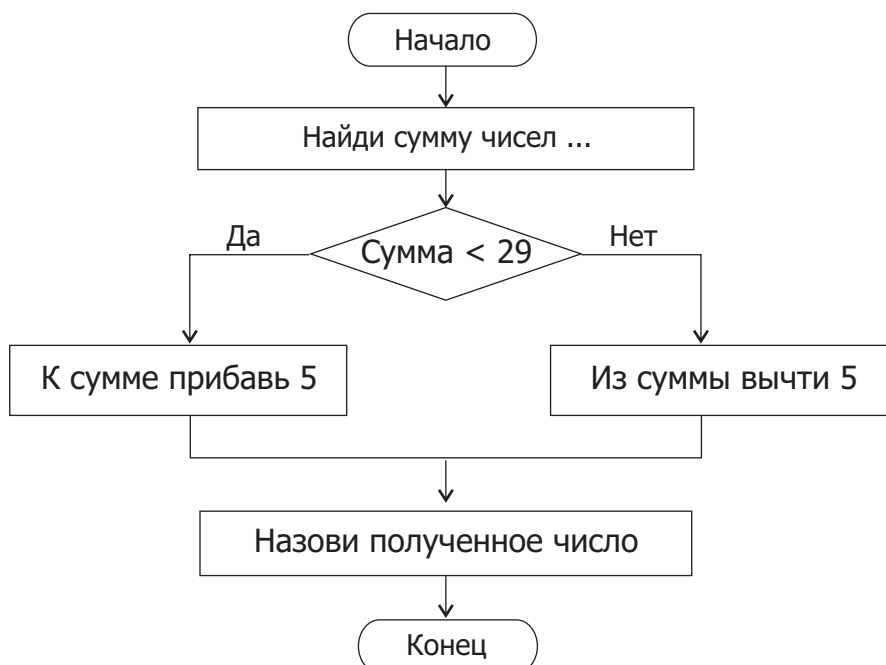 Начало
Найди сумму чисел ...
Да
Сумма < 29
Нет
К сумме прибавь 5
Из суммы вычти 5
Назови полученное число
Конец